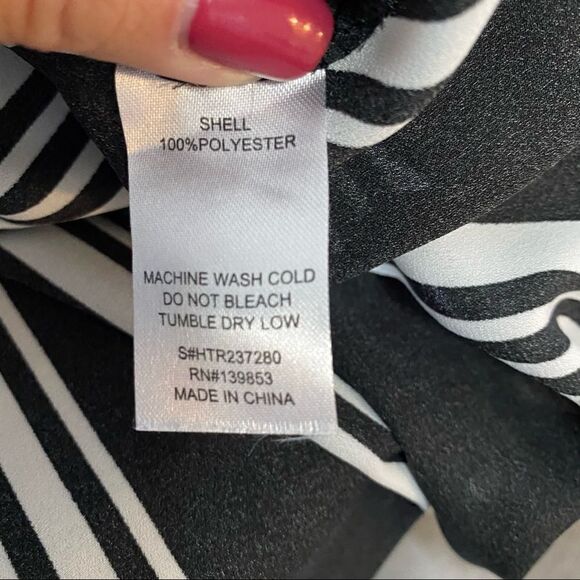 SHELL
100%POLYESTER
MACHINE WASH COLD
DO NOT BLEACH
TUMBLE DRY LOW
S#HTR237280
RN#139853
MADE IN CHINA